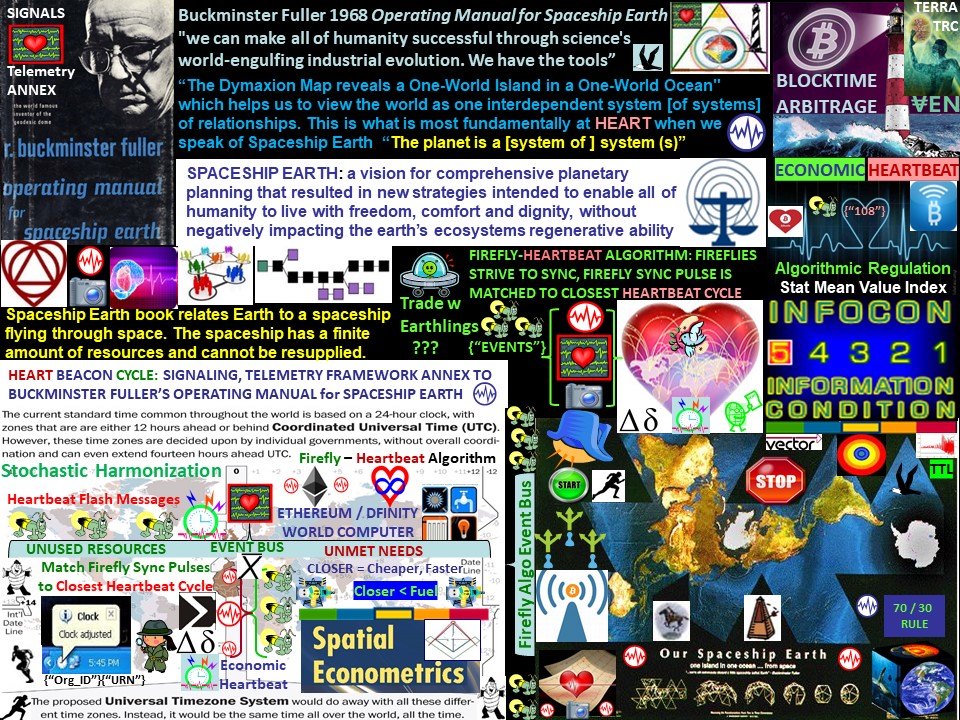 SIGNALS
Telemetry
ANNEX
the world famous
inventor of the
geodesic dome
r. buckminster fuller
operating manual
for
spaceship earth
Buckminster Fuller 1968 Operating Manual for Spaceship Earth
"we can make all of humanity successful through science's
world-engulfing industrial evolution. We have the tools”
“The Dymaxion Map reveals a One-World Island in a One-World Ocean"
which helps us to view the world as one interdependent system [of systems]
of relationships. This is what is most fundamentally at HEART when we
speak of Spaceship Earth “The planet is a [system of ] system (s)”
SPACESHIP EARTH: a vision for comprehensive planetary
planning that resulted in new strategies intended to enable all of
humanity to live with freedom, comfort and dignity, without
negatively impacting the earth’s ecosystems regenerative ability
TERRA
TRC
BLOCKTIME
ARBITRAGE
∀EN
ECONOMIC HEARTBEAT
{“108”}
Algorithmic Regulation
Stat Mean Value Index
INFOCON
5 4 3 2 1
INFORMATION
CONDITION
Spaceship Earth book relates Earth to a spaceship
flying through space. The spaceship has a finite
amount of resources and cannot be resupplied.
Trade w
Earthlings
???
FIREFLY-HEARTBEAT ALGORITHM: FIREFLIES
STRIVE TO SYNC, FIREFLY SYNC PULSE IS
MATCHED TO CLOSEST HEARTBEAT CYCLE
{“EVENTS”}
Δδ
HEART BEACON CYCLE: SIGNALING, TELEMETRY FRAMEWORK ANNEX TO
BUCKMINSTER FULLER’S OPERATING MANUAL for SPACESHIP EARTH
The current standard time common throughout the world is based on a 24-hour clock, with
zones that are are either 12 hours ahead or behind Coordinated Universal Time (UTC).
However, these time zones are decided upon by individual governments, without overall coordi-
nation and can even extend fourteen hours ahead UTC.
Firefly – Heartbeat Algorithm
Stochastic Harmonization
0
+11 +12 -12
Heartbeat Flash Messages
ETHEREUM / DFINITY
WORLD COMPUTER
UNUSED RESOURCES
EVENT BUS
UNMET NEEDS
Match Firefly Sync Pulses
to Closest Heartbeat Cycle
X
CLOSER = Cheaper, Faster
Date
Line
Closer < Fuel
+14
Int'l
Date
Line
Clock
Clock adjusted
5:45 PM
{“Org_ID”}{“URN”}
Δδ
Economic
Heartbeat
Spatial
Econometrics
The proposed Universal Timezone System would do away with all these differ-
ent time zones. Instead, it would be the same time all over the world, all the time.
Firefly Algo Event Bus
START
STOP
vector
TTL
70 / 30
RULE
Our Spaceship Earth
one island in one ocean ... from space